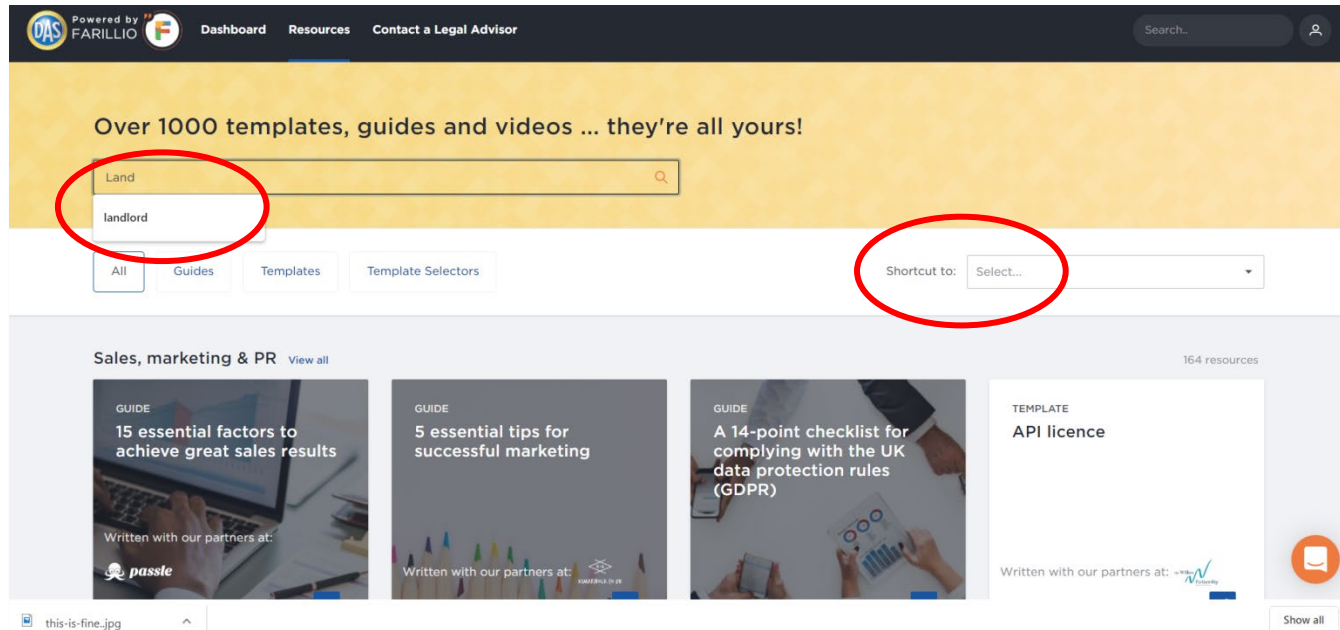 DAS
Powered by
FARILLIO
F
Dashboard
Resources
Contact a Legal Advisor
Search..
Over 1000 templates, guides and videos ... they're all yours!
Land
landlord
All
Guides
Templates
Template Selectors
Shortcut to:
Select...
Sales, marketing & PR
View all
164 resources
GUIDE
15 essential factors to
achieve great sales results
Written with our partners at:
passle
GUIDE
5 essential tips for
successful marketing
Written with our partners at:
GUIDE
A 14-point checklist for
complying with the UK
data protection rules
(GDPR)
TEMPLATE
API licence
Written with our partners at:
this-is-fine..jpg
Show all